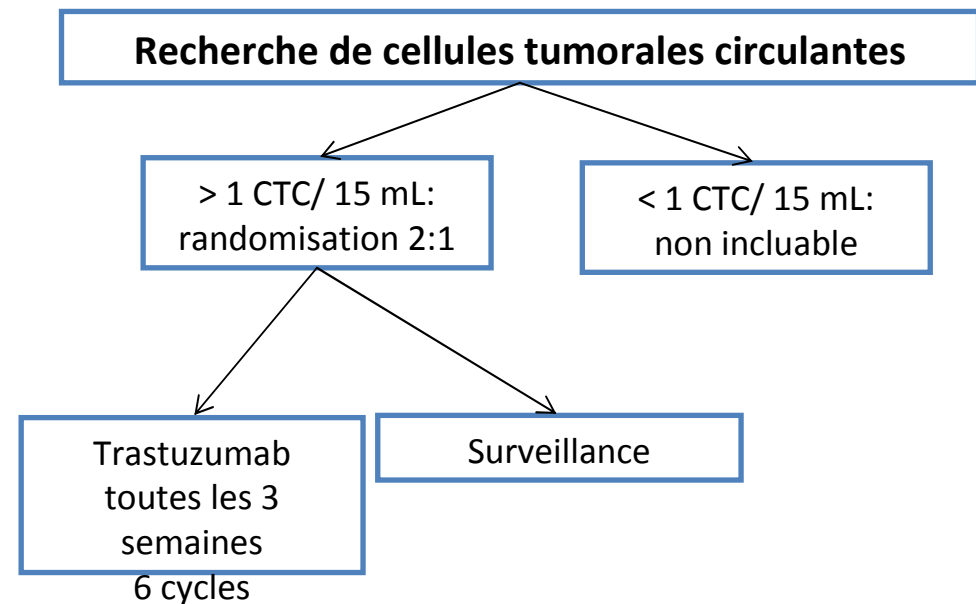 Recherche de cellules tumorales circulantes
> 1 CTC/ 15 mL:
randomisation 2:1
< 1 CTC/ 15 mL:
non incluable
Trastuzumab
toutes les 3
semaines
6 cycles
Surveillance